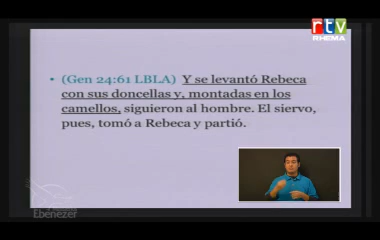 rtv
RHEMA
• (Gen 24:61 LBLA) Y se levantó Rebeca
con sus doncellas y, montadas en los
camellos, siguieron al hombre. El siervo,
pues, tomó a Rebeca y partió.
Ebenezer